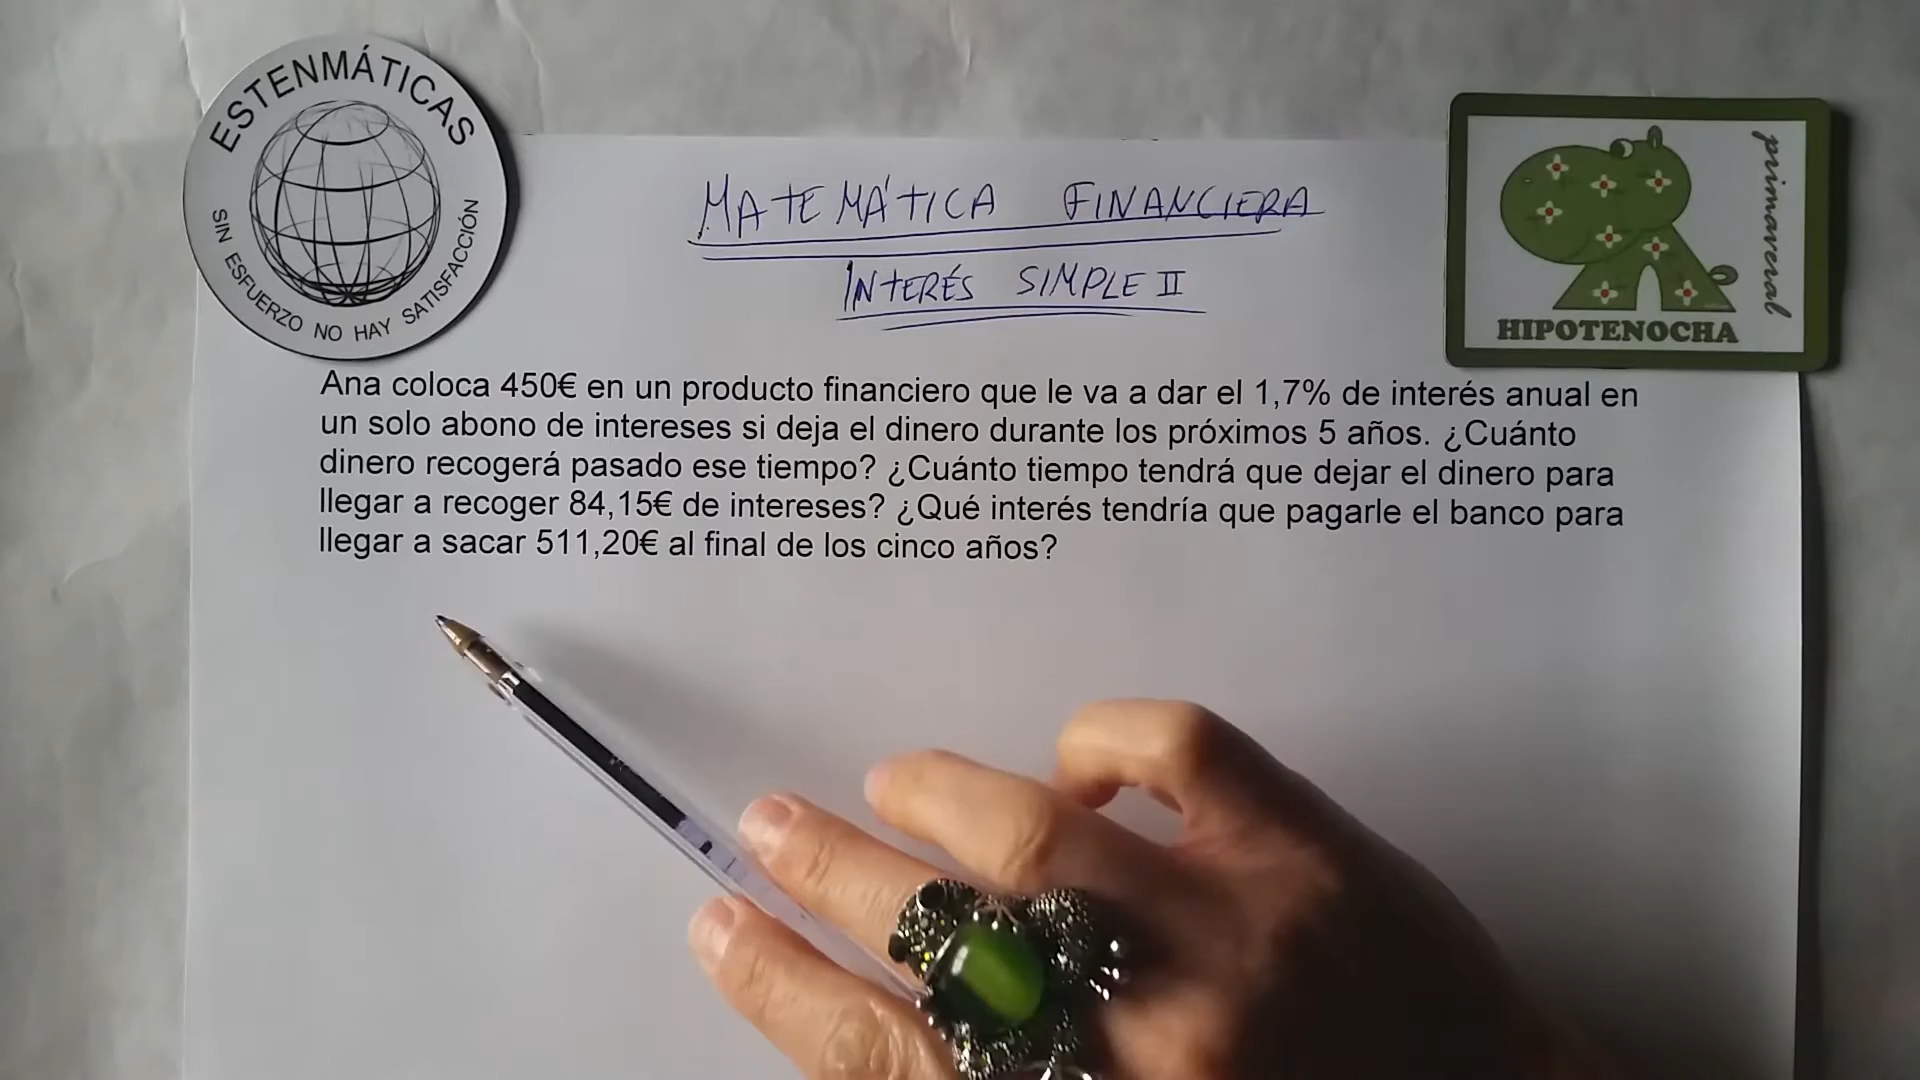 ESTENMÁTICAS
SIN ESFUERZO NO HAY SATISFACCIÓN
MATEMÁTICA FINANCIERA
INTERÉS SIMPLE II
primaveral
HIPOTENOCHA
Ana coloca 450€ en un producto financiero que le va a dar el 1,7% de interés anual en
un solo abono de intereses si deja el dinero durante los próximos 5 años. ¿Cuánto
dinero recogerá pasado ese tiempo? ¿Cuánto tiempo tendrá que dejar el dinero para
llegar a recoger 84,15€ de intereses? ¿Qué interés tendría que pagarle el banco para
llegar a sacar 511,20€ al final de los cinco años?